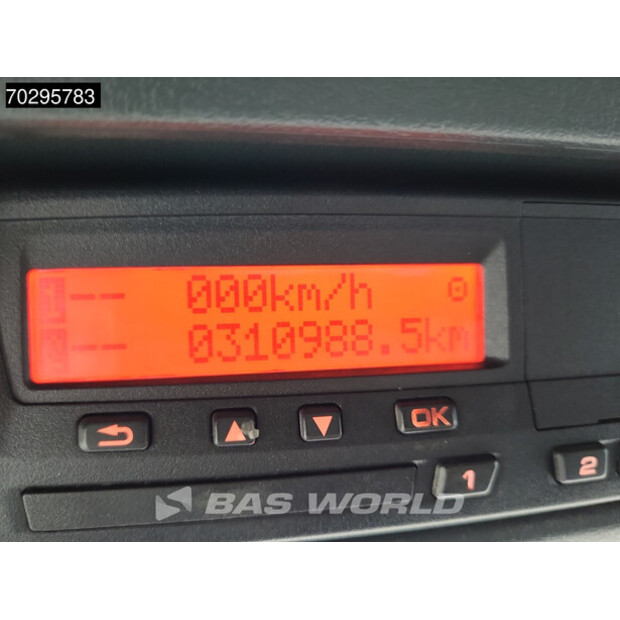 70295783
-- 000km/h
-- 0310988.5km
OK
1
2
BAS WORLD